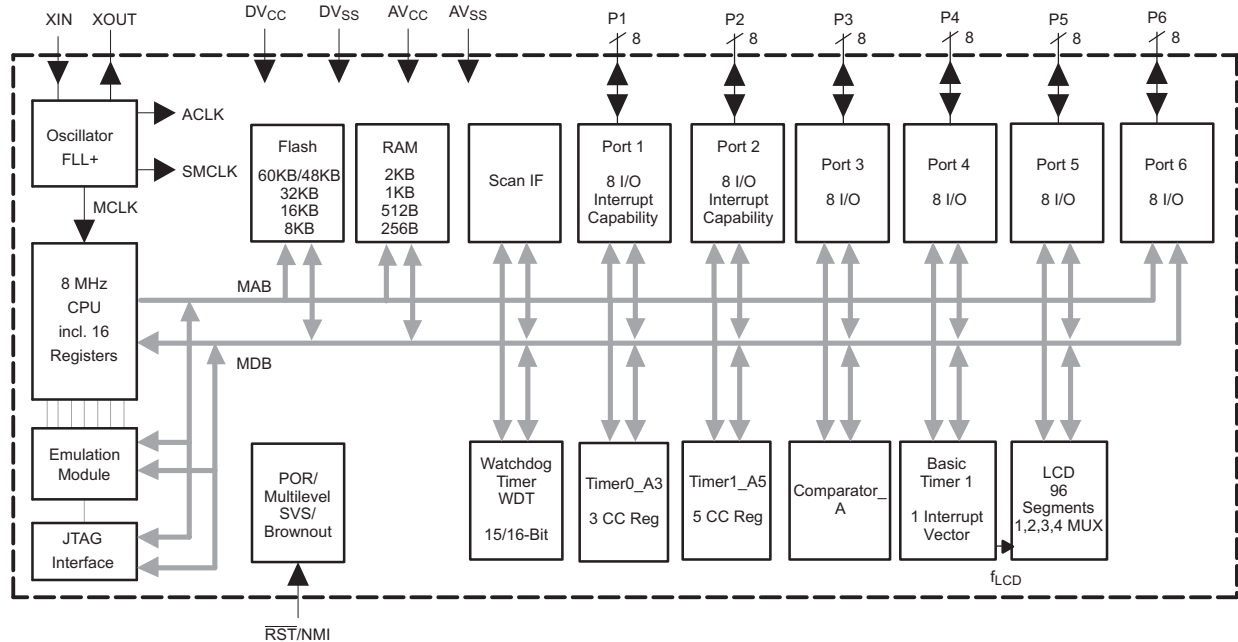 XIN XOUT DVCC DVSS AVCC AVSS P1 P2 P3 P4 P5 P6
8 8 8 8 8 8
Oscillator
FLL+
ACLK
SMCLK
MCLK
Flash
60KB/48KB
32KB
16KB
8KB
RAM
2KB
1KB
512B
256B
Scan IF
Port 1
8 I/O
Interrupt
Capability
Port 2
8 I/O
Interrupt
Capability
Port 3
8 I/O
Port 4
8 I/O
Port 5
8 I/O
Port 6
8 I/O
8 MHz
CPU
incl. 16
Registers
MAB
MDB
Emulation
Module
JTAG
Interface
POR/
Multilevel
SVS/
Brownout
Watchdog
Timer
WDT
15/16-Bit
Timer0_A3
3 CC Reg
Timer1_A5
5 CC Reg
Comparator_
A
Basic
Timer 1
1 Interrupt
Vector
LCD
96
Segments
1,2,3,4 MUX
fLCD
RST/NMI